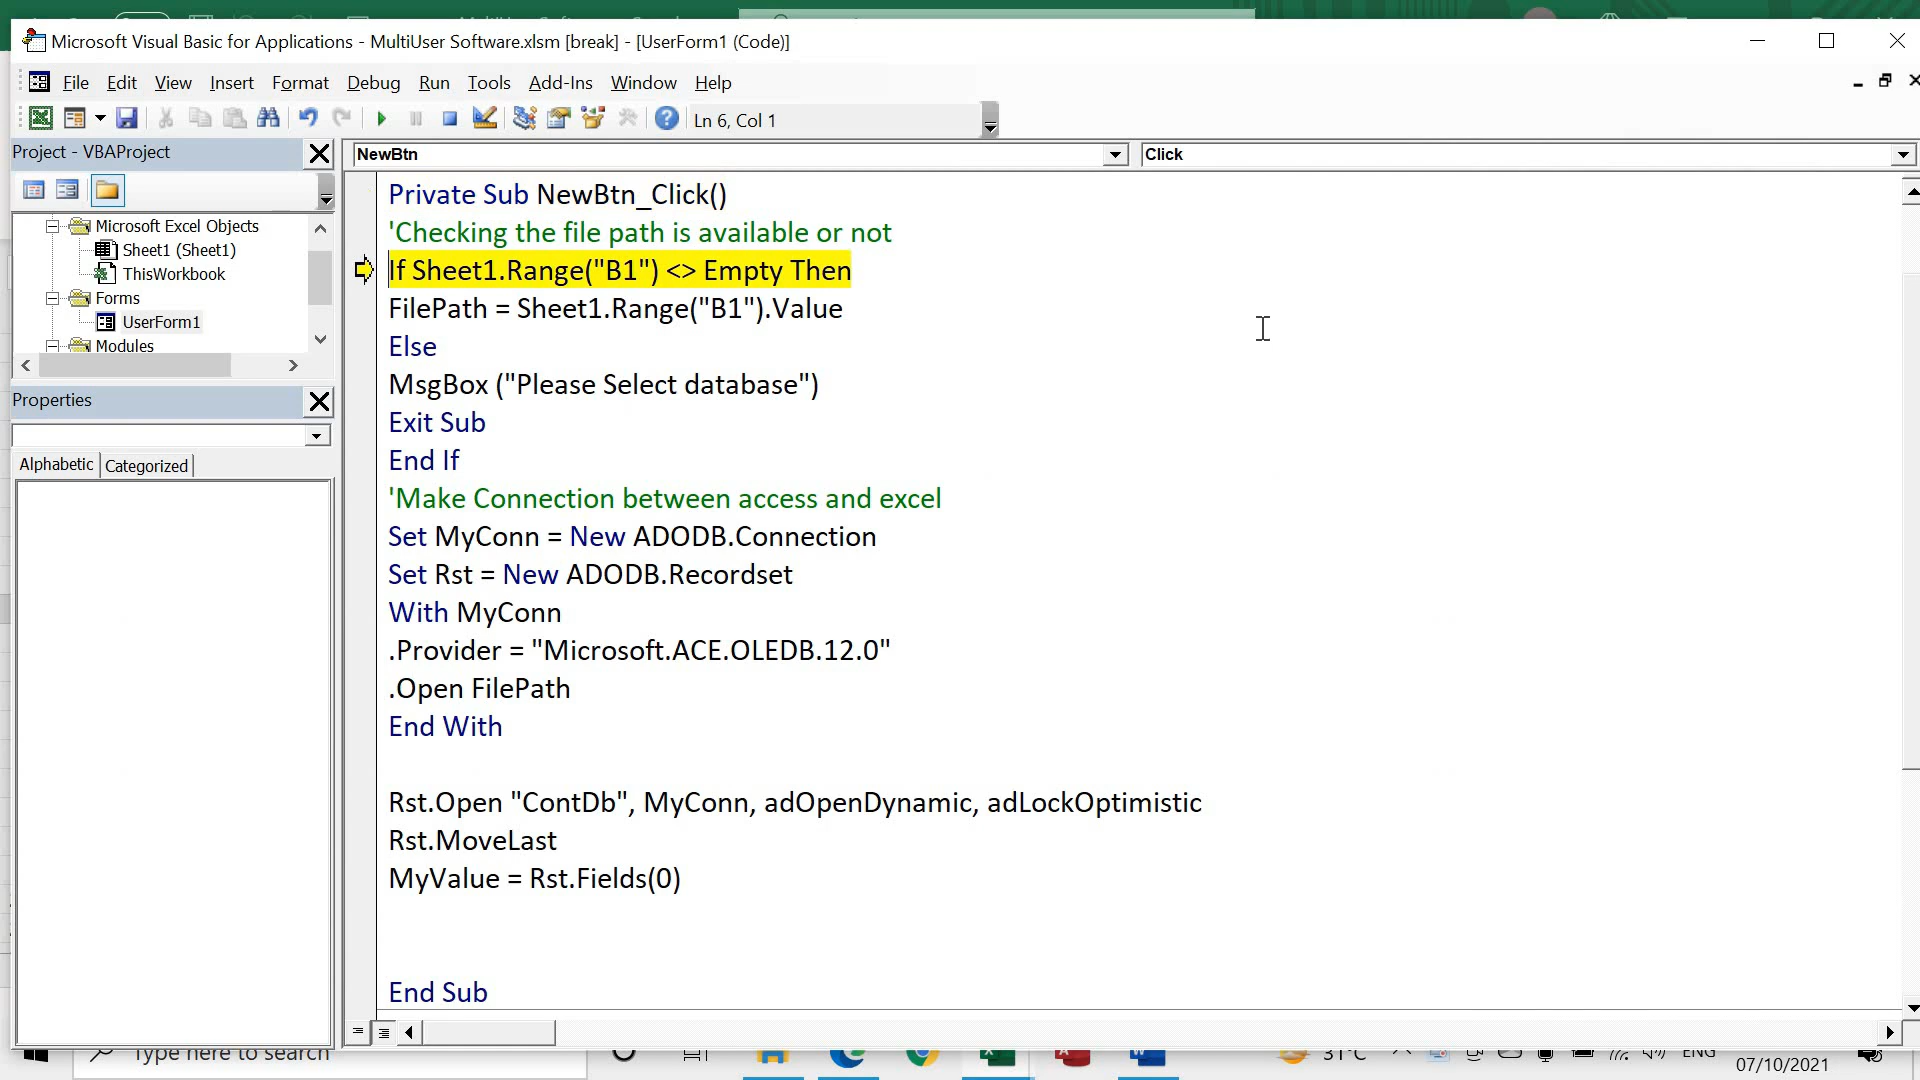 Microsoft Visual Basic for Applications - MultiUser Software.xlsm [break] - [UserForm1 (Code)]
File Edit View Insert Format Debug Run Tools Add-Ins Window Help
Ln 6, Col 1
Project - VBAProject
NewBtn
Click
Microsoft Excel Objects
Sheet1 (Sheet1)
ThisWorkbook
Forms
UserForm1
Modules
Properties
Alphabetic Categorized
Private Sub NewBtn_Click()
'Checking the file path is available or not
If Sheet1.Range("B1") <> Empty Then
FilePath = Sheet1.Range("B1").Value
Else
MsgBox ("Please Select database")
Exit Sub
End If
'Make Connection between access and excel
Set MyConn = New ADODB.Connection
Set Rst = New ADODB.Recordset
With MyConn
.Provider = "Microsoft.ACE.OLEDB.12.0"
.Open FilePath
End With
Rst.Open "ContDb", MyConn, adOpenDynamic, adLockOptimistic
Rst.MoveLast
MyValue = Rst.Fields(0)
End Sub
Type here to search
31°C
ENG
07/10/2021